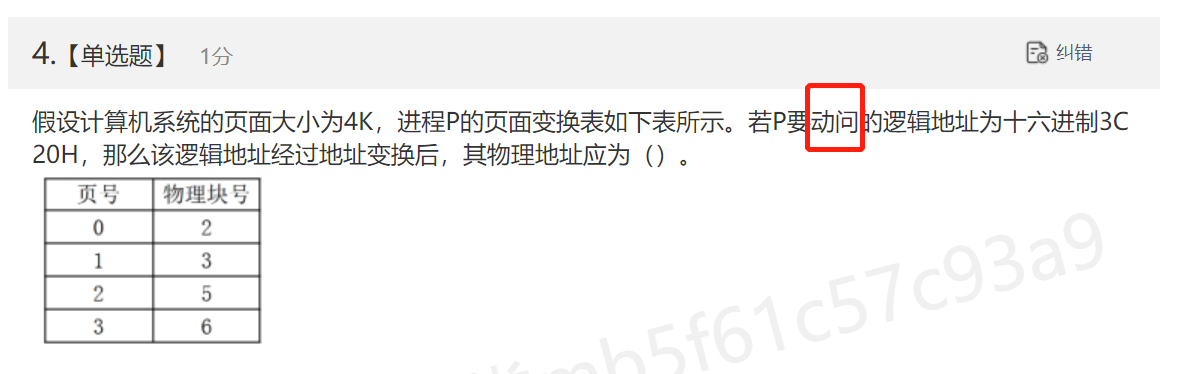 4.【单选题】 1分 纠错
假设计算机系统的页面大小为4K，进程P的页面变换表如下表所示。若P要动问的逻辑地址为十六进制3C
20H，那么该逻辑地址经过地址变换后，其物理地址应为（）。
页号 物理块号
0 2
1 3
2 5
3 6
mb5f61c57c93a9